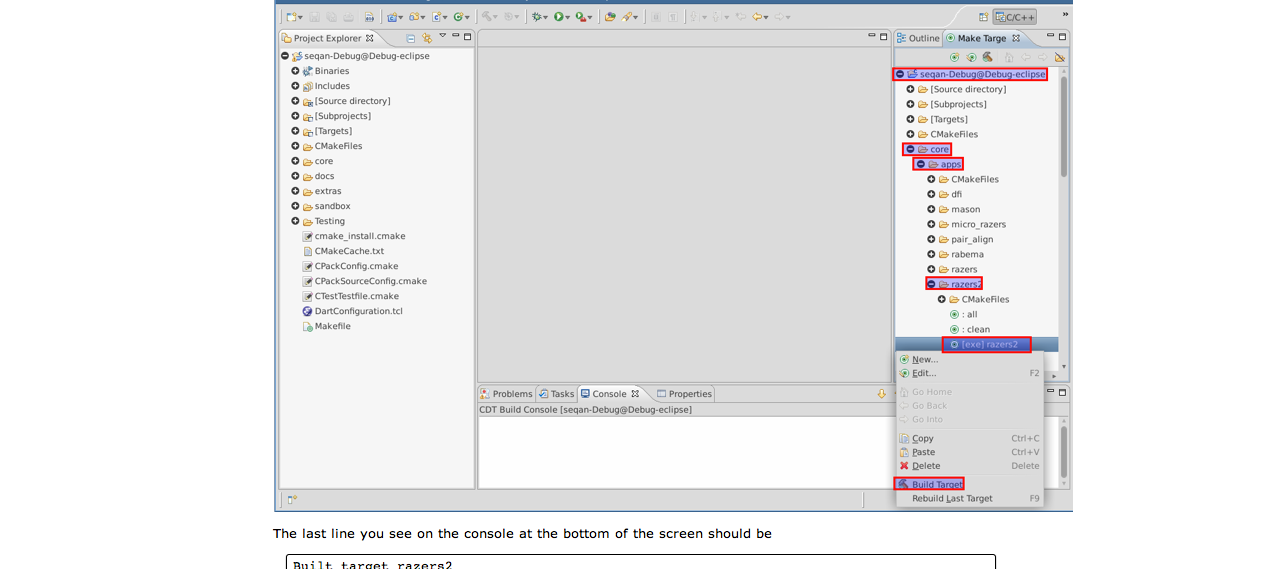 C/C++
»
Project Explorer
seqan-Debug@Debug-eclipse
Binaries
Includes
[Source directory]
[Subprojects]
[Targets]
CMakeFiles
core
docs
extras
sandbox
Testing
cmake_install.cmake
CMakeCache.txt
CPackConfig.cmake
CPackSourceConfig.cmake
CTestTestfile.cmake
DartConfiguration.tcl
Makefile
Outline
Make Targe
seqan-Debug@Debug-eclipse
[Source directory]
[Subprojects]
[Targets]
CMakeFiles
core
apps
CMakeFiles
dfi
mason
micro_razers
pair_align
rabema
razers
razers2
CMakeFiles
: all
: clean
[exe] razers2
New...
Edit... F2
Go Home
Go Back
Go Into
Copy Ctrl+C
Paste Ctrl+V
Delete Delete
Build Target
Rebuild Last Target F9
Problems Tasks Console Properties
CDT Build Console [seqan-Debug@Debug-eclipse]
The last line you see on the console at the bottom of the screen should be
Built target razers2